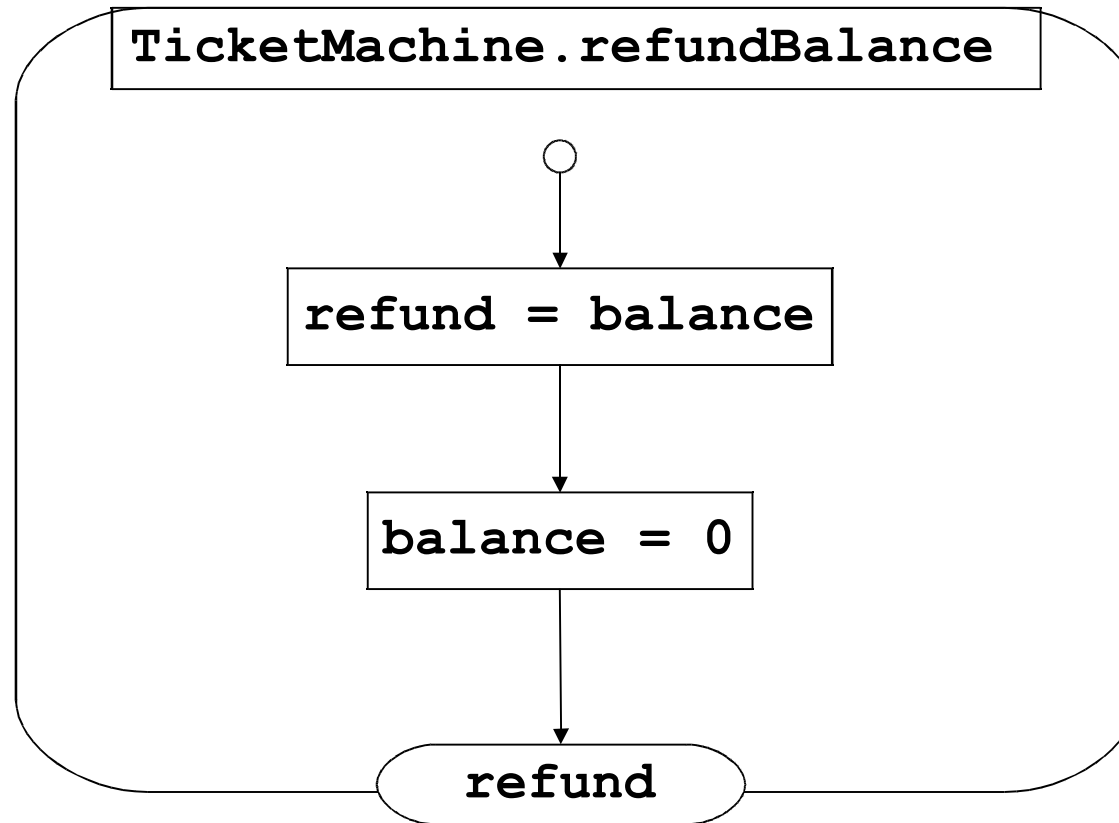 TicketMachine.refundBalance
refund = balance
balance = 0
refund